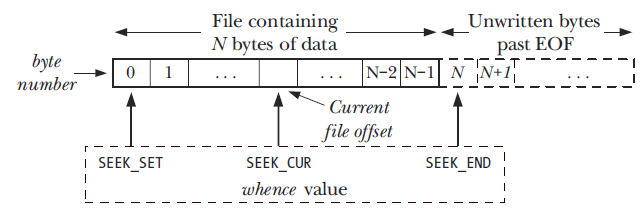 File containing
N bytes of data
Unwritten bytes
past EOF
byte
number
0 1 ... ... N−2 N−1 N N+1 ...
Current
file offset
SEEK_SET SEEK_CUR SEEK_END
whence value